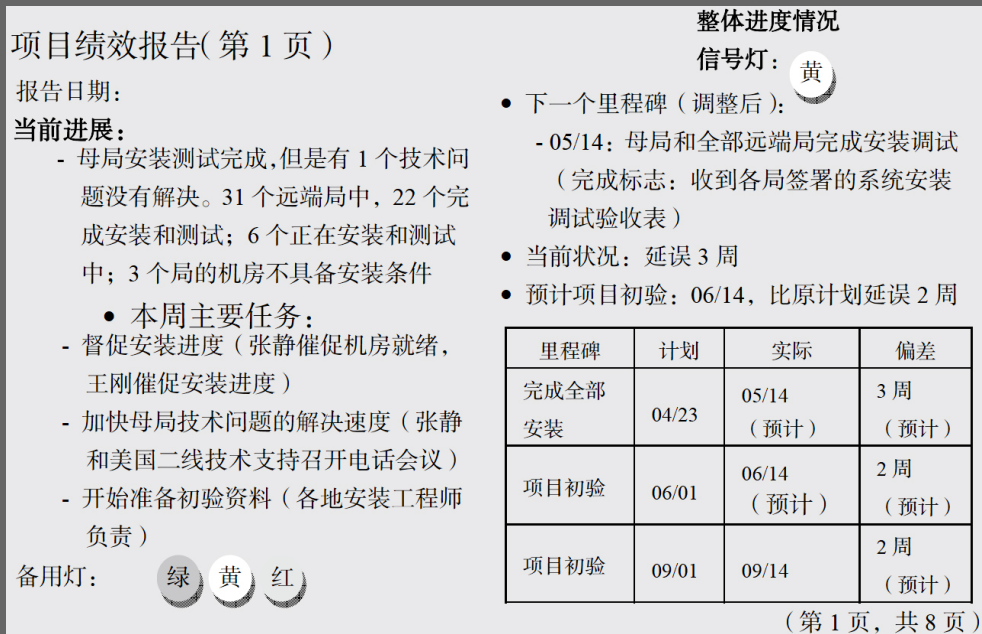 项目绩效报告(第 1 页)
报告日期:
当前进展:
- 母局安装测试完成,但是有 1 个技术问
题没有解决。31 个远端局中,22 个完
成安装和测试;6 个正在安装和测试
中;3 个局的机房不具备安装条件
• 本周主要任务:
- 督促安装进度(张静催促机房就绪,
王刚催促安装进度)
- 加快母局技术问题的解决速度(张静
和美国二线技术支持召开电话会议)
- 开始准备初验资料(各地安装工程师
负责)
备用灯: 绿 黄 红
整体进度情况
信号灯: 黄
• 下一个里程碑(调整后):
- 05/14:母局和全部远端局完成安装调试
(完成标志:收到各局签署的系统安装
调试验收表)
• 当前状况:延误 3 周
• 预计项目初验:06/14,比原计划延误 2 周
里程碑 计划 实际 偏差
完成全部
安装
04/23
05/14
(预计)
3 周
(预计)
项目初验
06/01
06/14
(预计)
2 周
(预计)
项目初验
09/01
09/14
2 周
(预计)
(第 1 页,共 8 页)